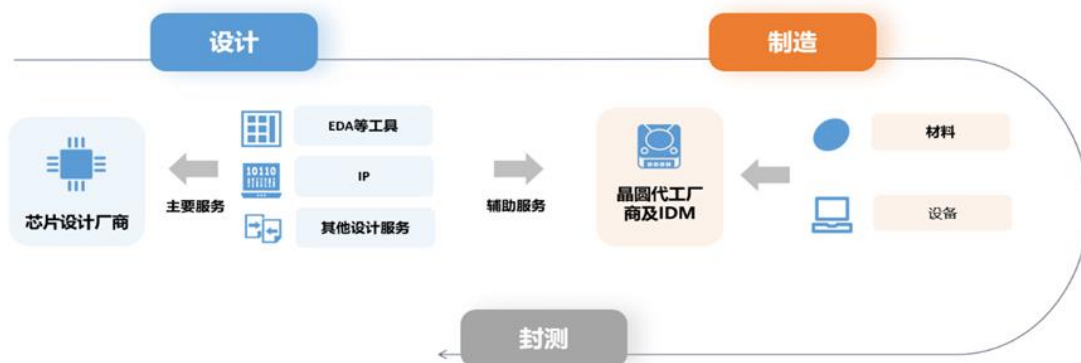 设计
制造
EDA等工具
材料
10110
IP
主要服务
辅助服务
晶圆代工厂
商及IDM
芯片设计厂商
其他设计服务
设备
封测